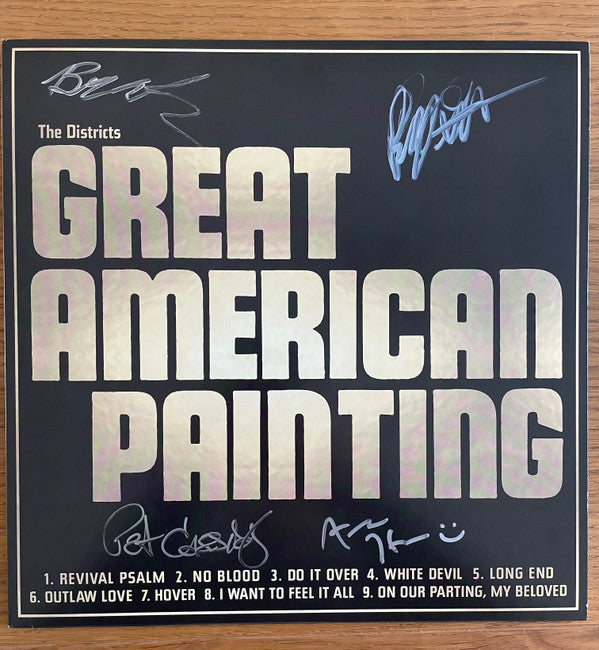 The Districts
GREAT
AMERICAN
PAINTING
Pat Cassidy
1. REVIVAL PSALM 2. NO BLOOD 3. DO IT OVER 4. WHITE DEVIL 5. LONG END
6. OUTLAW LOVE 7. HOVER 8. I WANT TO FEEL IT ALL 9. ON OUR PARTING, MY BELOVED